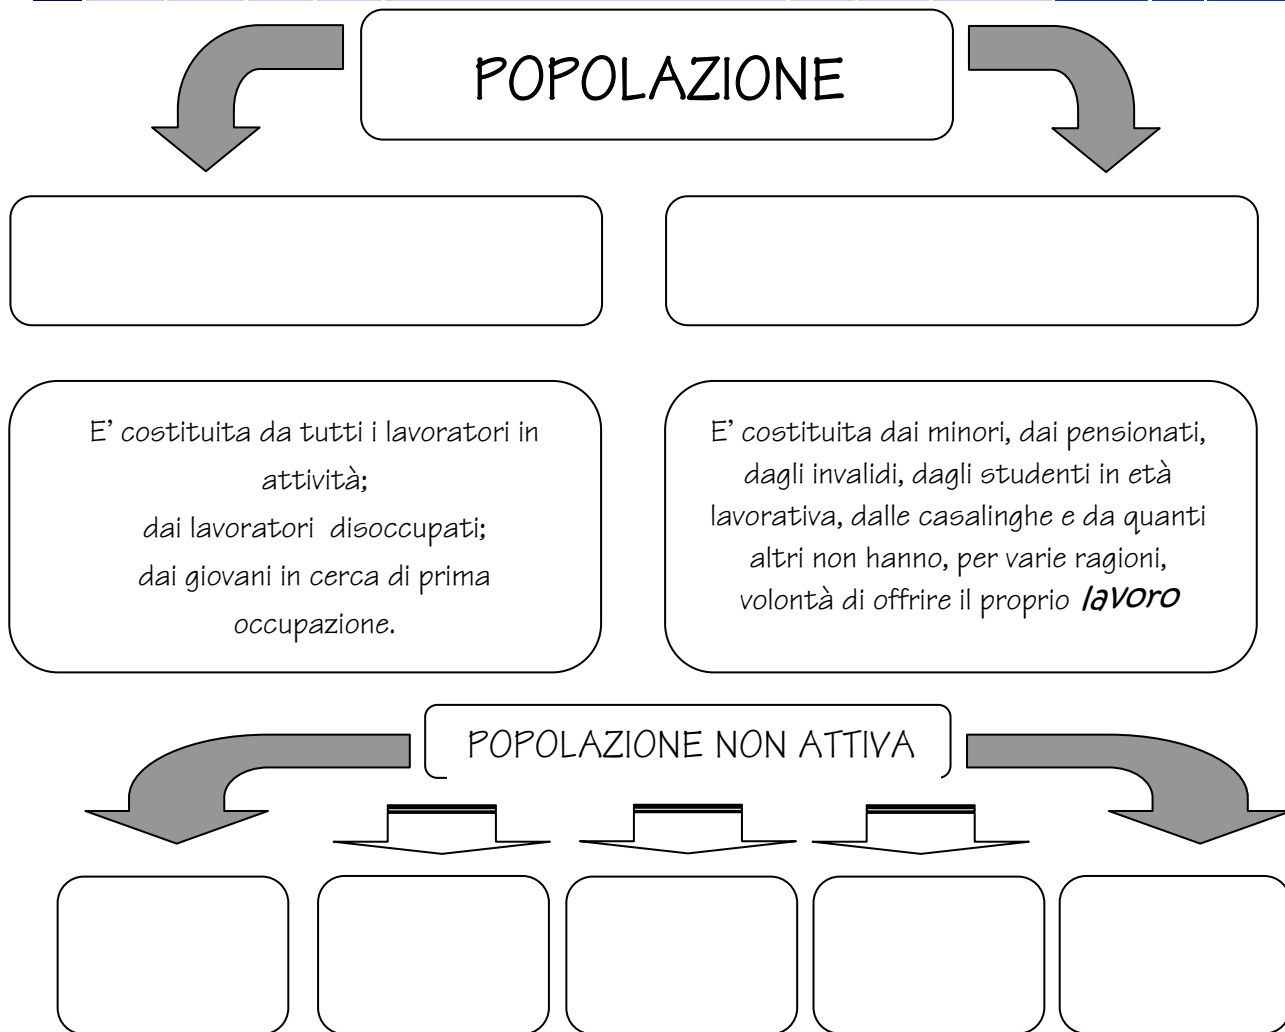 POPOLAZIONE
E' costituita da tutti i lavoratori in
attività;
dai lavoratori disoccupati;
dai giovani in cerca di prima
occupazione.
E' costituita dai minori, dai pensionati,
dagli invalidi, dagli studenti in età
lavorativa, dalle casalinghe e da quanti
altri non hanno, per varie ragioni,
volontà di offrire il proprio lavoro
POPOLAZIONE NON ATTIVA